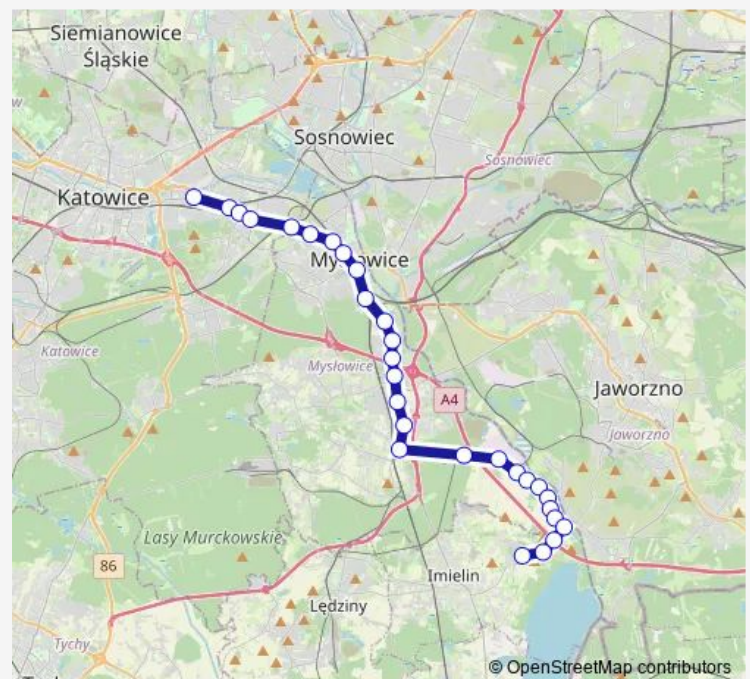 Siemianowice
Śląskie
Sosnowiec
Sosnowiec
Katowice
Mysłowice
Katowice
Mysłowice
A4
Jaworzno
Jaworzno
Lasy Murckowskie
86
Imielin
Lędziny
Tychy
© OpenStreetMap contributors